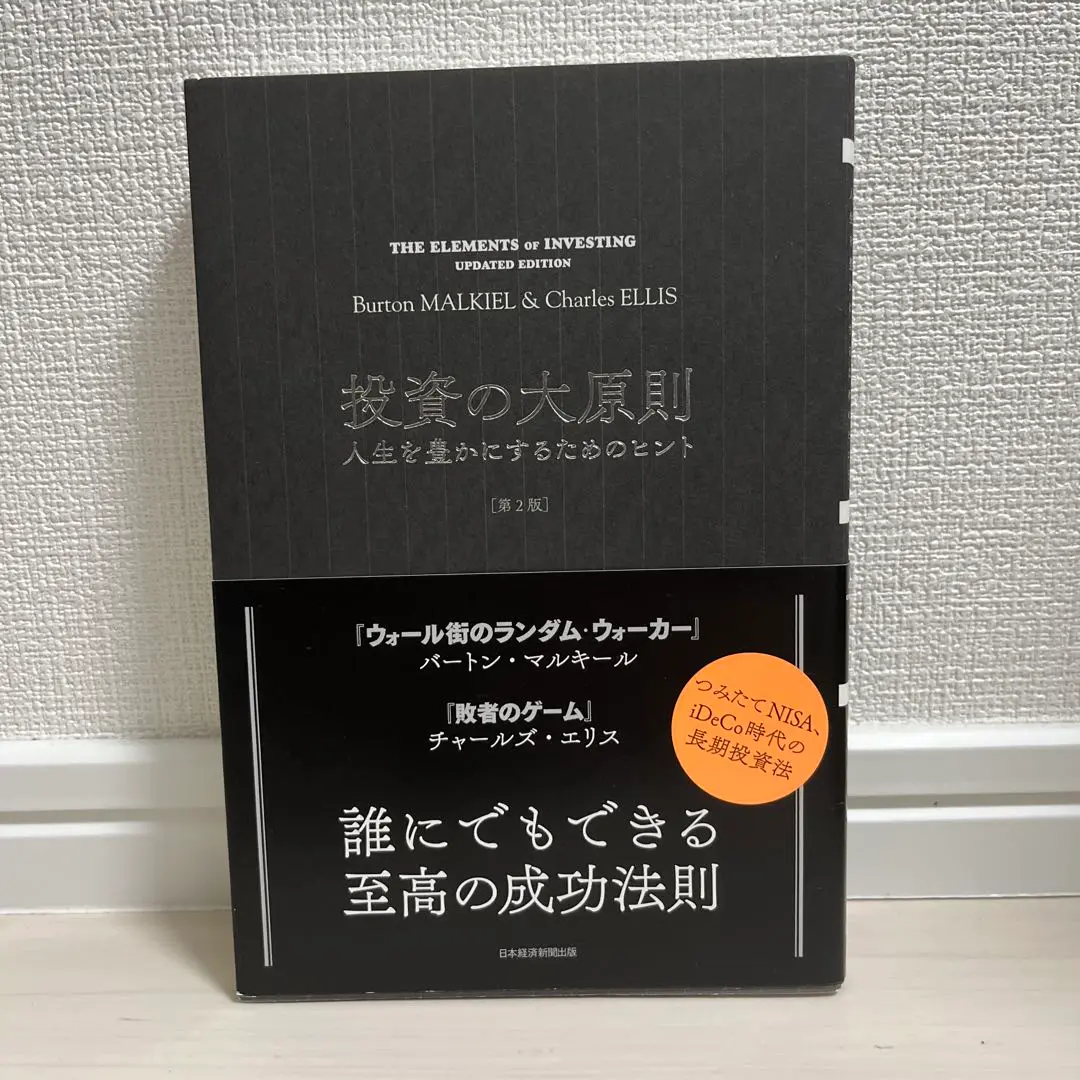 THE ELEMENTS OF INVESTING
UPDATED EDITION
Burton MALKIEL & Charles ELLIS
投資の大原則
人生を豊かにするためのヒント
[第2版]
『ウォール街のランダム・ウォーカー』
バートン・マルキール
『敗者のゲーム』
チャールズ・エリス
つみたてNISA、
iDeCo時代の
長期投資法
誰にでもできる
至高の成功法則
日本経済新聞出版